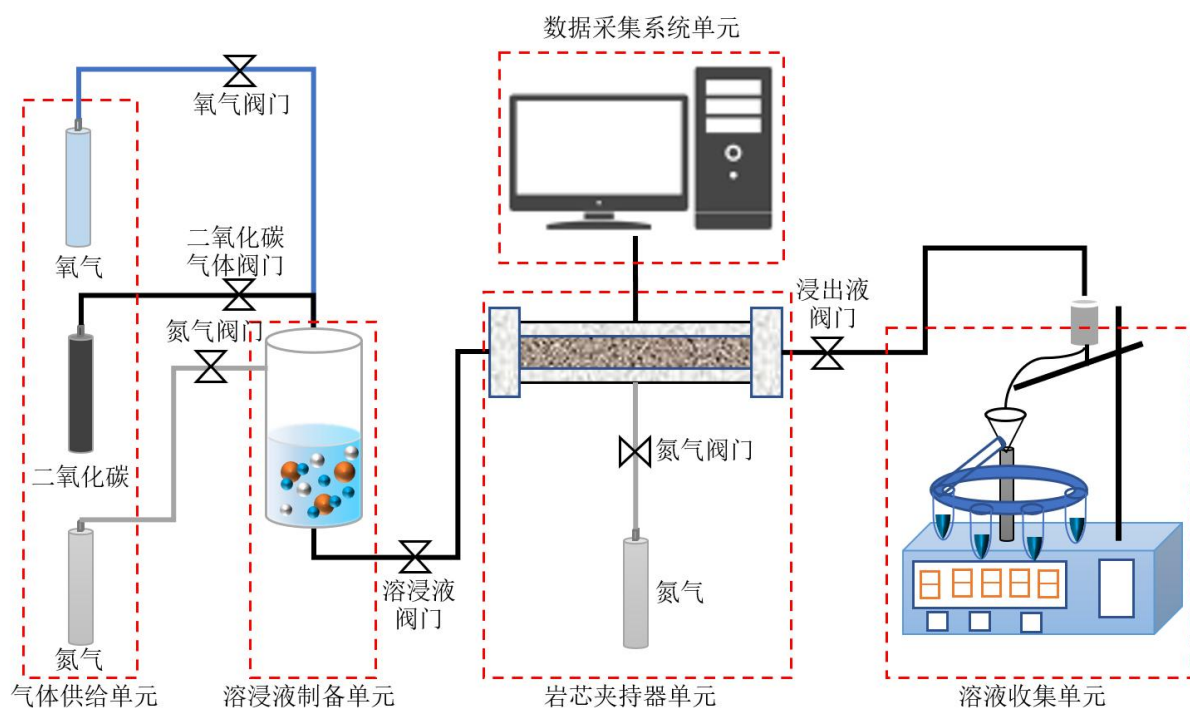 数据采集系统单元
氧气阀门
氧气
二氧化碳
气体阀门
氮气阀门
浸出液
阀门
二氧化碳
氮气阀门
溶浸液
阀门
氮气
氮气
气体供给单元
溶浸液制备单元
岩芯夹持器单元
溶液收集单元